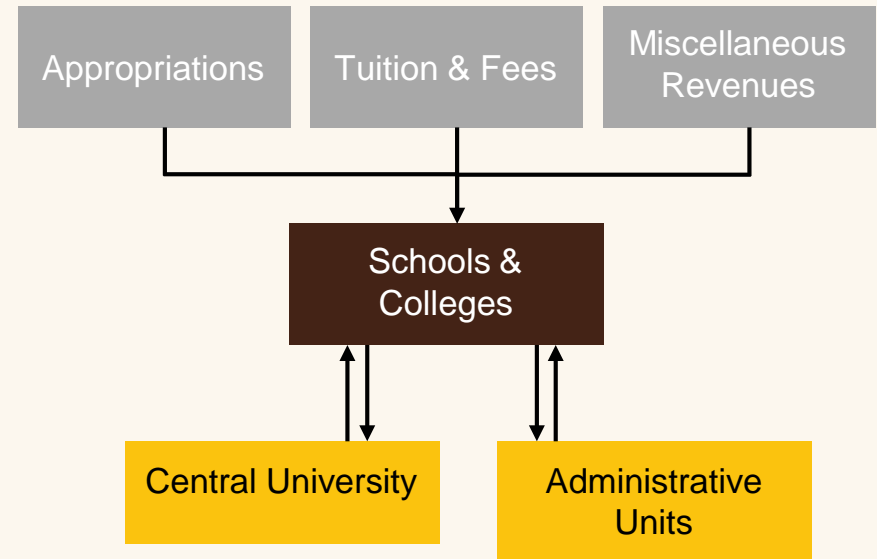 Appropriations
Tuition & Fees
Miscellaneous
Revenues
Schools &
Colleges
Central University
Administrative
Units